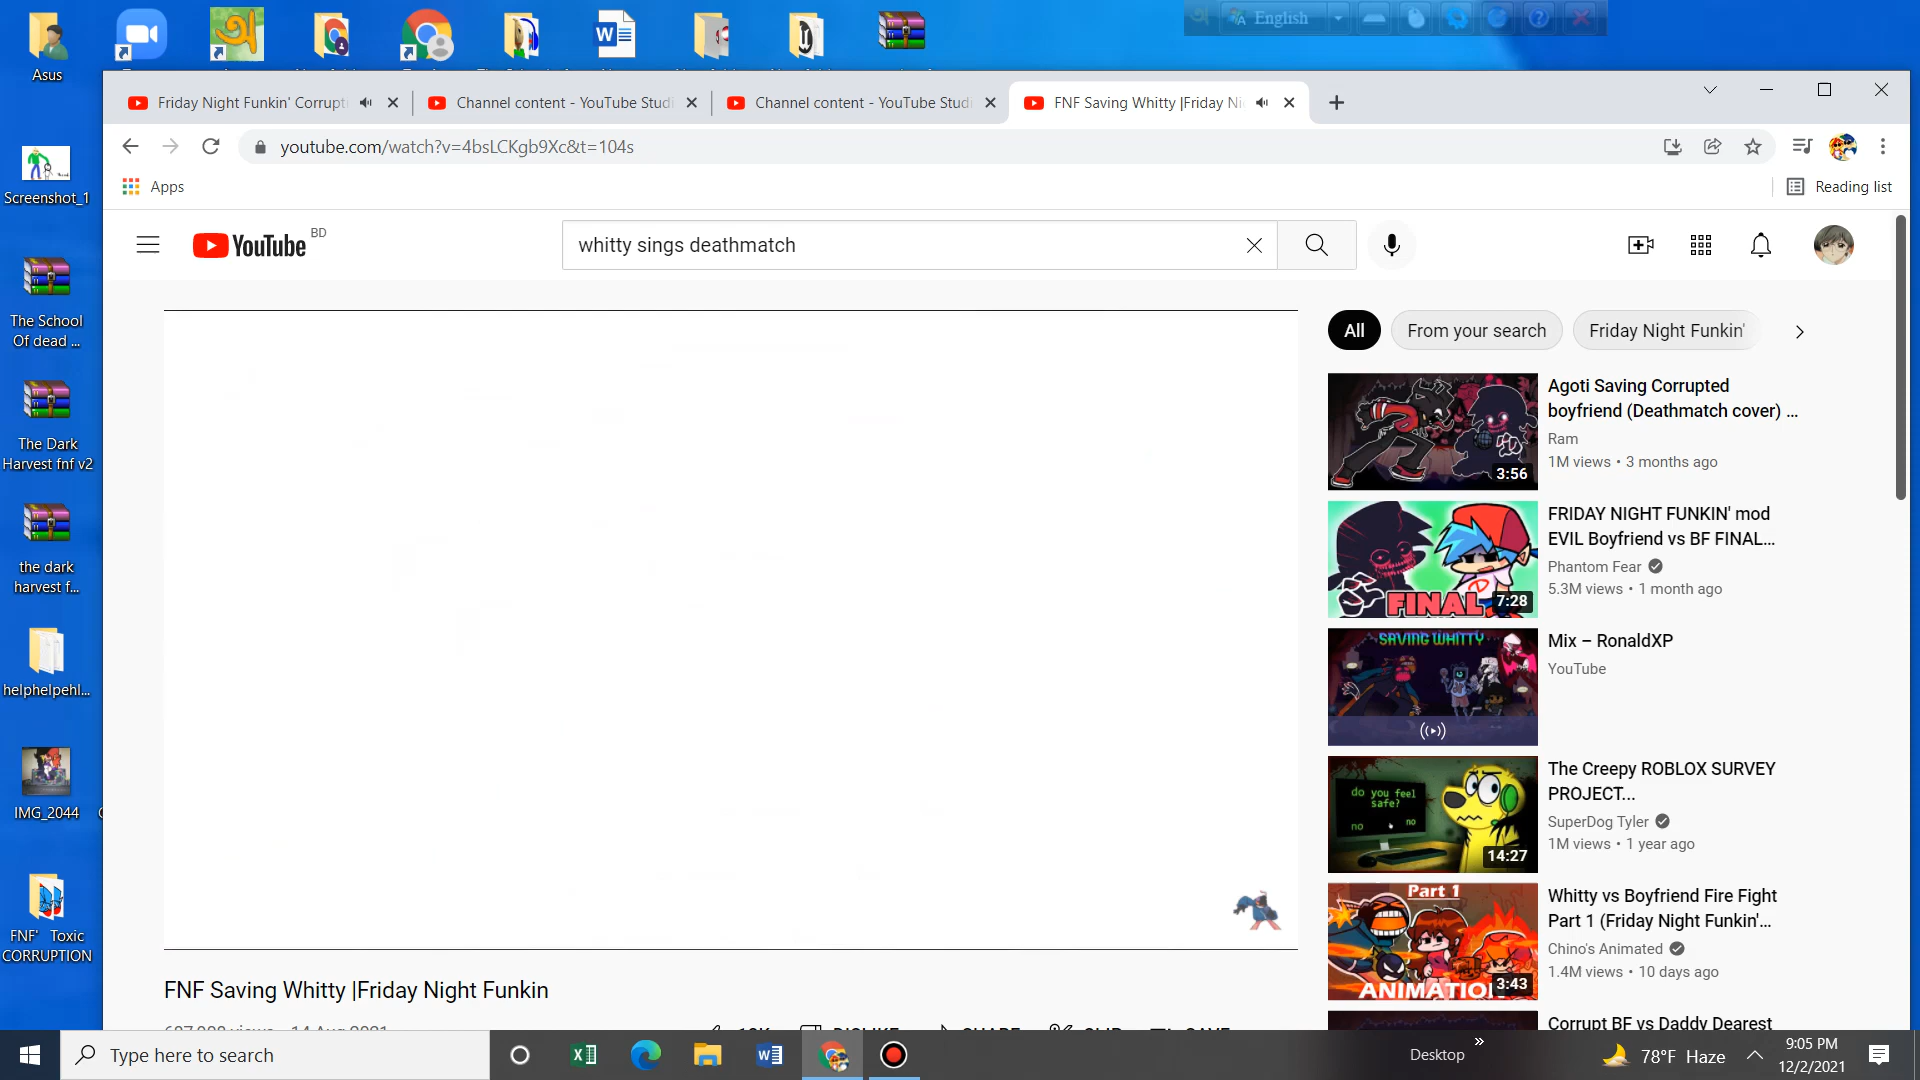 English
Asus
Friday Night Funkin' Corrupt
Channel content - YouTube Studi
Channel content - YouTube Studi
FNF Saving Whitty |Friday Ni
youtube.com/watch?v=4bsLCKgb9Xc&t=104s
Apps
Reading list
YouTube BD
whitty sings deathmatch
Screenshot_1
The School
Of dead ...
The Dark
Harvest fnf v2
the dark
harvest f...
helphelpehl...
IMG_2044
FNF' Toxic
CORRUPTION
All
From your search
Friday Night Funkin'
3:56
Agoti Saving Corrupted
boyfriend (Deathmatch cover) ...
Ram
1M views • 3 months ago
FINAL
7:28
FRIDAY NIGHT FUNKIN' mod
EVIL Boyfriend vs BF FINAL...
Phantom Fear
5.3M views • 1 month ago
SAVING WHITTY
Mix – RonaldXP
YouTube
do you feel
safe?
no no
14:27
The Creepy ROBLOX SURVEY
PROJECT...
SuperDog Tyler
1M views • 1 year ago
Part 1
ANIMATION
3:43
Whitty vs Boyfriend Fire Fight
Part 1 (Friday Night Funkin'...
Chino's Animated
1.4M views • 10 days ago
Corrupt BF vs Daddy Dearest
FNF Saving Whitty |Friday Night Funkin
DISLIKE
SHARE
CLIP
SAVE
Type here to search
Desktop
78°F Haze
9:05 PM
12/2/2021